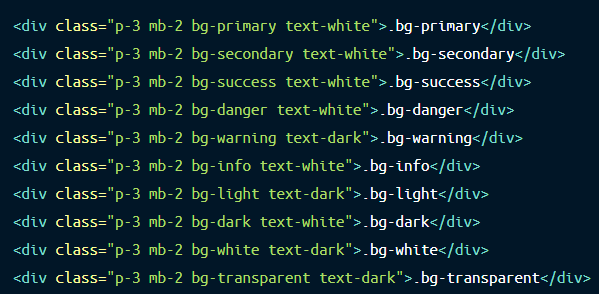 <div class="p-3 mb-2 bg-primary text-white">.bg-primary</div>
<div class="p-3 mb-2 bg-secondary text-white">.bg-secondary</div>
<div class="p-3 mb-2 bg-success text-white">.bg-success</div>
<div class="p-3 mb-2 bg-danger text-white">.bg-danger</div>
<div class="p-3 mb-2 bg-warning text-dark">.bg-warning</div>
<div class="p-3 mb-2 bg-info text-white">.bg-info</div>
<div class="p-3 mb-2 bg-light text-dark">.bg-light</div>
<div class="p-3 mb-2 bg-dark text-white">.bg-dark</div>
<div class="p-3 mb-2 bg-white text-dark">.bg-white</div>
<div class="p-3 mb-2 bg-transparent text-dark">.bg-transparent</div>